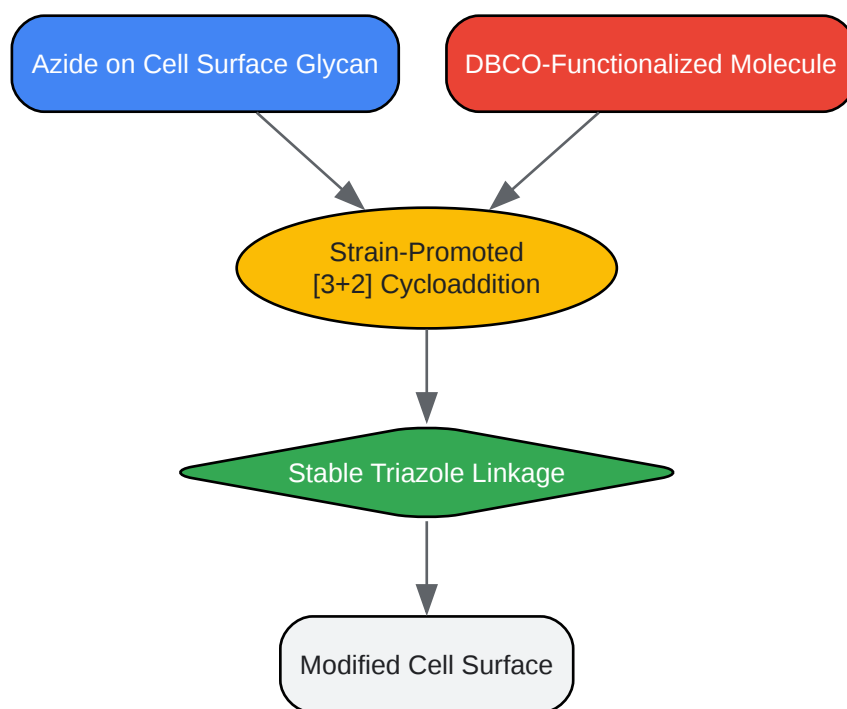 Azide on Cell Surface Glycan
DBCO-Functionalized Molecule
Strain-Promoted
[3+2] Cycloaddition
Stable Triazole Linkage
Modified Cell Surface